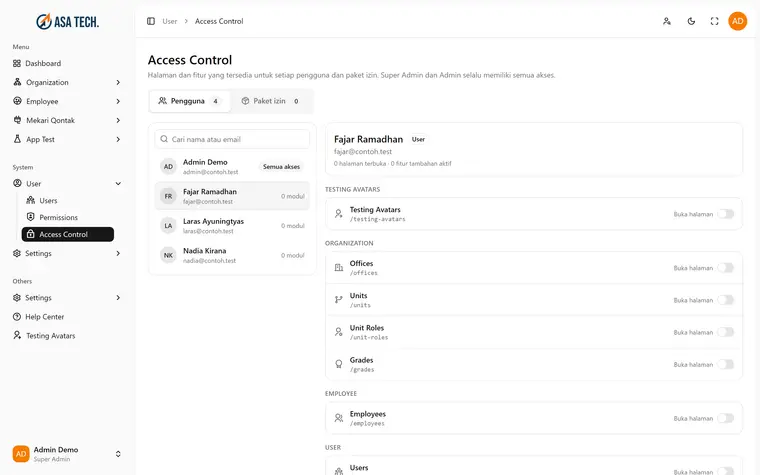 ASA TECH.
User > Access Control
AD
Menu
Dashboard
Organization
Employee
Mekari Qontak
App Test
System
User
Users
Permissions
Access Control
Settings
Others
Settings
Help Center
Testing Avatars
AD
Admin Demo
Super Admin
Access Control
Halaman dan fitur yang tersedia untuk setiap pengguna dan paket izin. Super Admin dan Admin selalu memiliki semua akses.
Pengguna 4
Paket izin 0
Cari nama atau email
AD Admin Demo Semua akses
admin@contoh.test
FR Fajar Ramadhan 0 modul
fajar@contoh.test
LA Laras Ayuningtyas 0 modul
laras@contoh.test
NK Nadia Kirana 0 modul
nadia@contoh.test
Fajar Ramadhan User
fajar@contoh.test
0 halaman terbuka · 0 fitur tambahan aktif
TESTING AVATARS
Testing Avatars Buka halaman
/testing-avatars
ORGANIZATION
Offices Buka halaman
/offices
Units Buka halaman
/units
Unit Roles Buka halaman
/unit-roles
Grades Buka halaman
/grades
EMPLOYEE
Employees Buka halaman
/employees
USER
Users Buka halaman